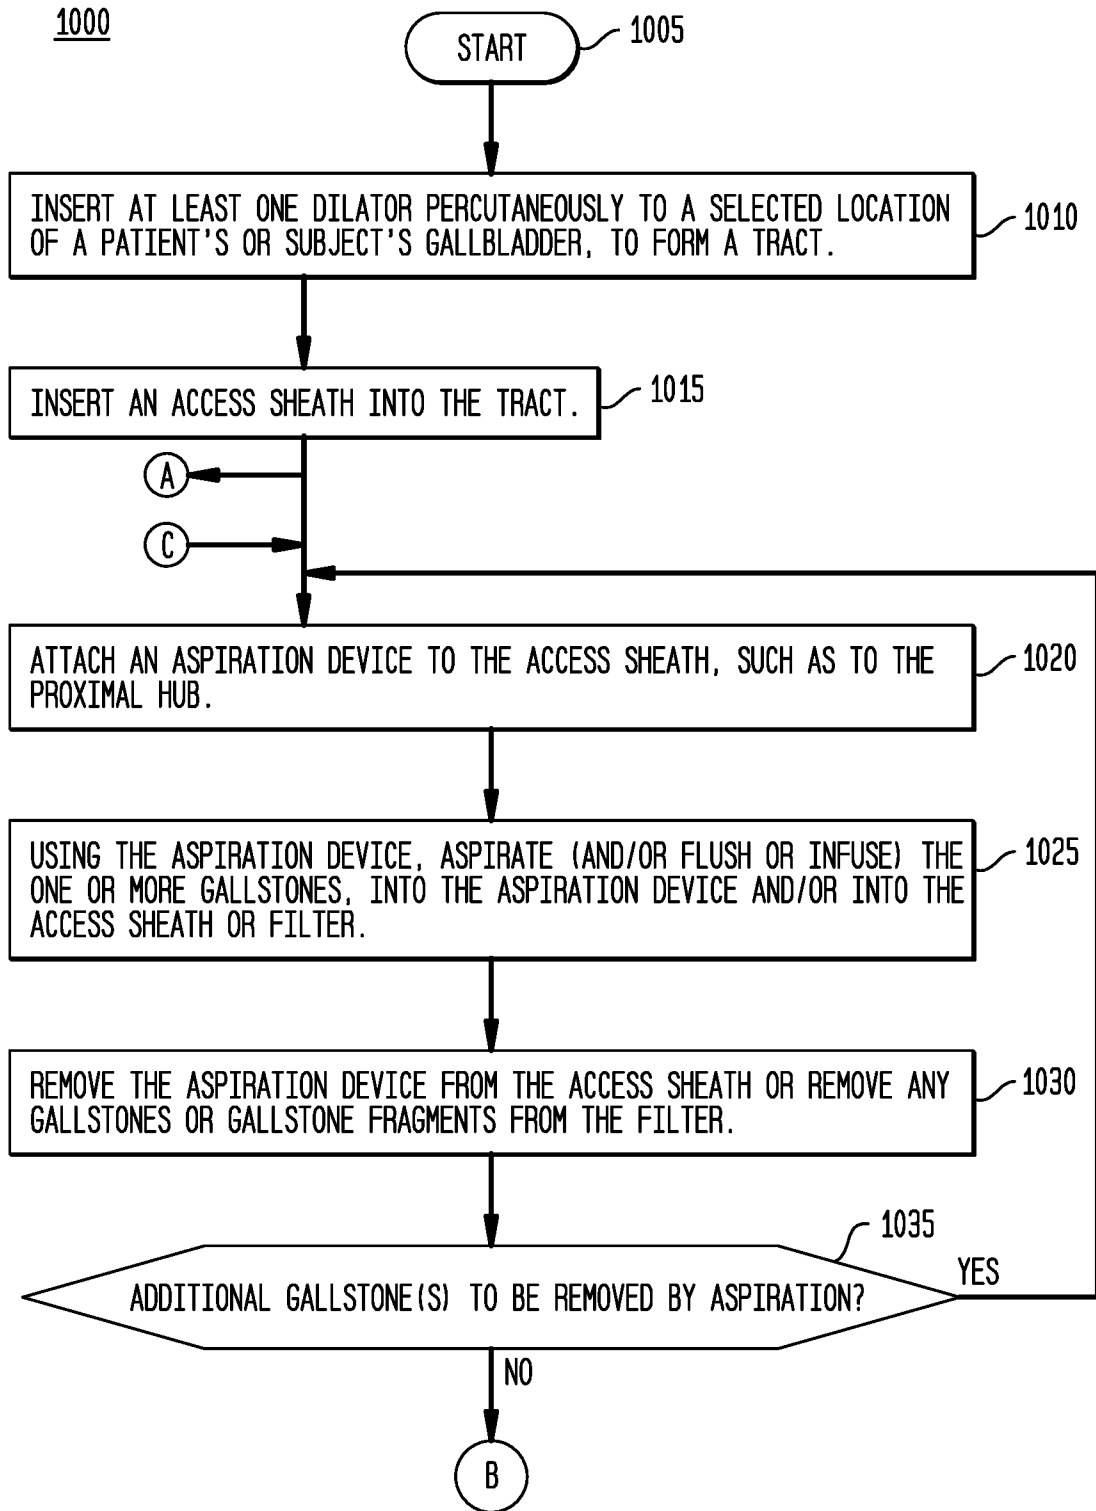 1000
START
1005
INSERT AT LEAST ONE DILATOR PERCUTANEOUSLY TO A SELECTED LOCATION
OF A PATIENT'S OR SUBJECT'S GALLBLADDER, TO FORM A TRACT.
1010
INSERT AN ACCESS SHEATH INTO THE TRACT.
1015
A
C
ATTACH AN ASPIRATION DEVICE TO THE ACCESS SHEATH, SUCH AS TO THE
PROXIMAL HUB.
1020
USING THE ASPIRATION DEVICE, ASPIRATE (AND/OR FLUSH OR INFUSE) THE
ONE OR MORE GALLSTONES, INTO THE ASPIRATION DEVICE AND/OR INTO THE
ACCESS SHEATH OR FILTER.
1025
REMOVE THE ASPIRATION DEVICE FROM THE ACCESS SHEATH OR REMOVE ANY
GALLSTONES OR GALLSTONE FRAGMENTS FROM THE FILTER.
1030
1035
ADDITIONAL GALLSTONE(S) TO BE REMOVED BY ASPIRATION?
YES
NO
B